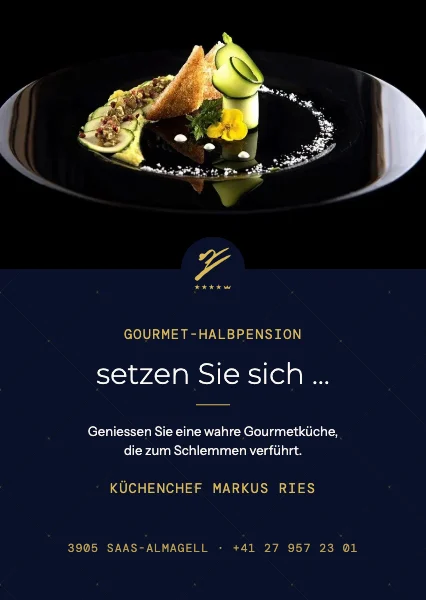 GOURMET-HALBPENSION
setzen Sie sich ...
Geniessen Sie eine wahre Gourmetküche,
die zum Schlemmen verführt.
KÜCHENCHEF MARKUS RIES
3905 SAAS-ALMAGELL · +41 27 957 23 01